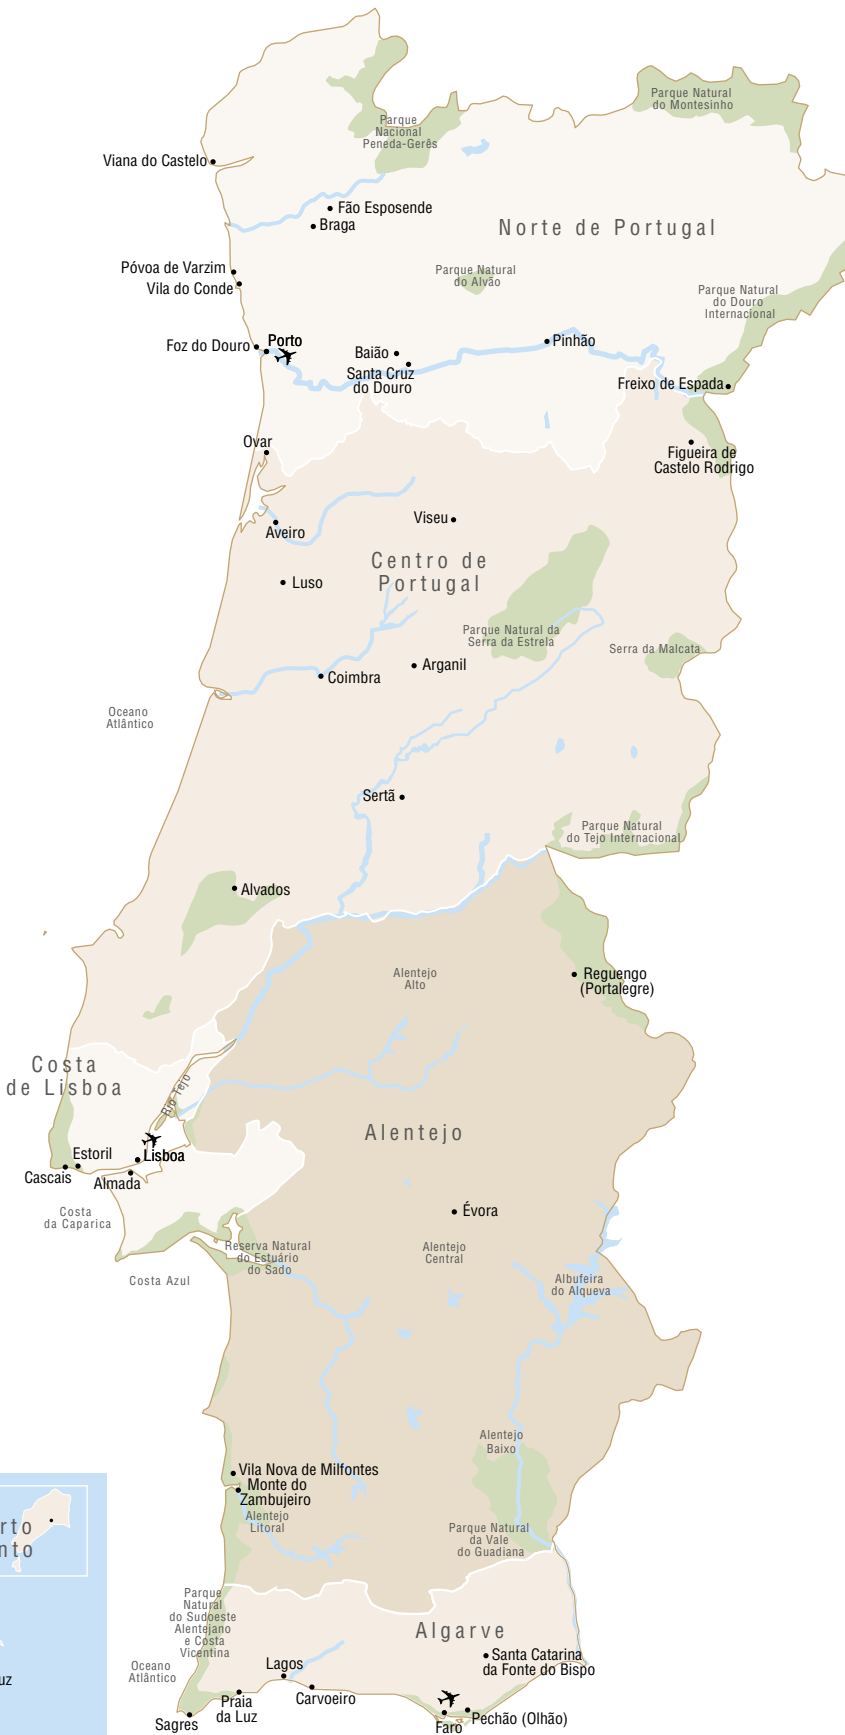 Parque Natural
do Montesinho
Parque
Nacional
Peneda-Gerês
Viana do Castelo
Fão Esposende
Braga
Norte de Portugal
Póvoa de Varzim
Vila do Conde
Parque Natural
do Alvão
Parque Natural
do Douro
Internacional
Foz do Douro
Porto
Baião
Santa Cruz
do Douro
Pinhão
Freixo de Espada
Ovar
Figueira de
Castelo Rodrigo
Aveiro
Viseu
Centro de
Portugal
Luso
Parque Natural da
Serra da Estrela
Serra da Malcata
Arganil
Coimbra
Oceano
Atlântico
Sertã
Parque Natural
do Tejo Internacional
Alvados
Alentejo
Alto
Reguengo
(Portalegre)
Costa
de Lisboa
Rio Tejo
Alentejo
Estoril
Lisboa
Cascais
Almada
Costa
da Caparica
Évora
Reserva Natural
do Estuário
do Sado
Alentejo
Central
Costa Azul
Albufeira
do Alqueva
Alentejo
Baixo
Vila Nova de Milfontes
Monte do
Zambujeiro
Alentejo
Litoral
Parque Natural
da Vale
do Guadiana
rto
nto
Parque
Natural
do Sudoeste
Alentejano
e Costa
Vicentina
Algarve
Oceano
Atlântico
Lagos
Santa Catarina
da Fonte do Bispo
uz
Praia
da Luz
Carvoeiro
Sagres
Faro
Pechão (Olhão)